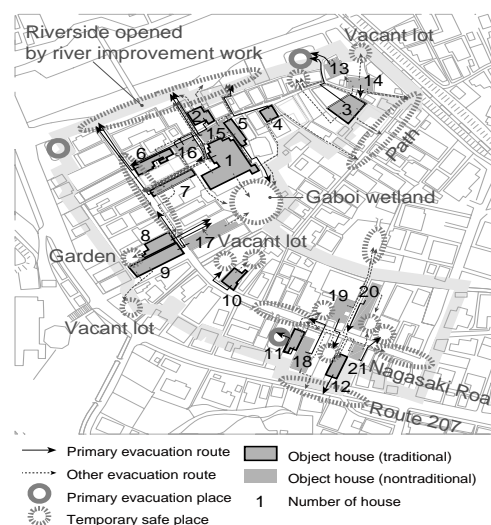 Riverside opened
by river improvement work
Vacant lot
13
14
2
5
4
3
15
6
16
1
Path
7
Gaboi wetland
8
17
Vacant lot
Garden
9
10
19
20
Vacant lot
11
18
21
12
Nagasaki Roa
Route 207
Primary evacuation route
Other evacuation route
Primary evacuation place
Temporary safe place
Object house (traditional)
Object house (nontraditional)
1 Number of house